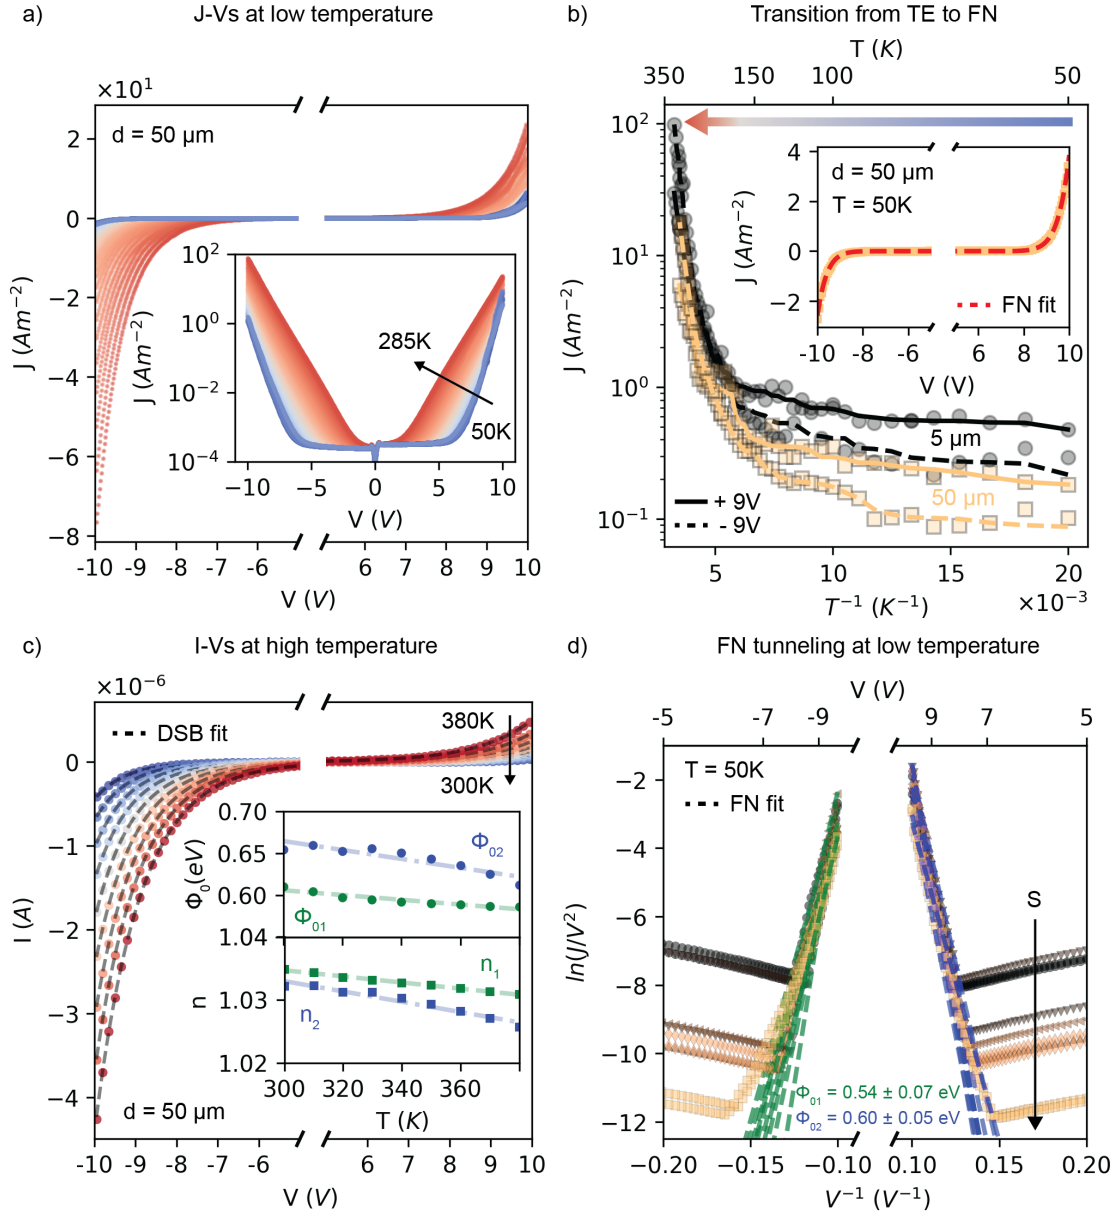 a)
J-Vs at low temperature
×10¹
d = 50 µm
2
0
−2
−4
−6
−8
J (Am⁻²)
-10 -9 -8 -7 -6 6 7 8 9 10
V (V)
10²
10⁰
10⁻²
10⁻⁴
J (Am⁻²)
285K
50K
−10 −5 0 5 10
V (V)
b)
Transition from TE to FN
T (K)
350 150 100 50
10²
10¹
10⁰
10⁻¹
J (Am⁻²)
d = 50 µm
T = 50K
4
2
0
−2
J (Am⁻²)
FN fit
-10 -8 -6 6 8 10
V (V)
5 µm
50 µm
+ 9V
- 9V
5 10 15 20
T⁻¹ (K⁻¹)
×10⁻³
c)
I-Vs at high temperature
×10⁻⁶
DSB fit
380K
300K
0
−1
−2
−3
−4
I (A)
0.70
0.65
0.60
1.04
Φ₀(eV)
Φ₀₂
Φ₀₁
1.03
1.02
n
n₁
n₂
300 320 340 360
T (K)
d = 50 µm
-10 -9 -8 -7 -6 6 7 8 9 10
V (V)
d)
FN tunneling at low temperature
V (V)
-5 -7 -9 9 7 5
T = 50K
FN fit
−2
−4
−6
−8
−10
−12
ln(J/V²)
S
Φ₀₁ = 0.54 ± 0.07 eV
Φ₀₂ = 0.60 ± 0.05 eV
−0.20 −0.15 −0.10 0.10 0.15 0.20
V⁻¹ (V⁻¹)